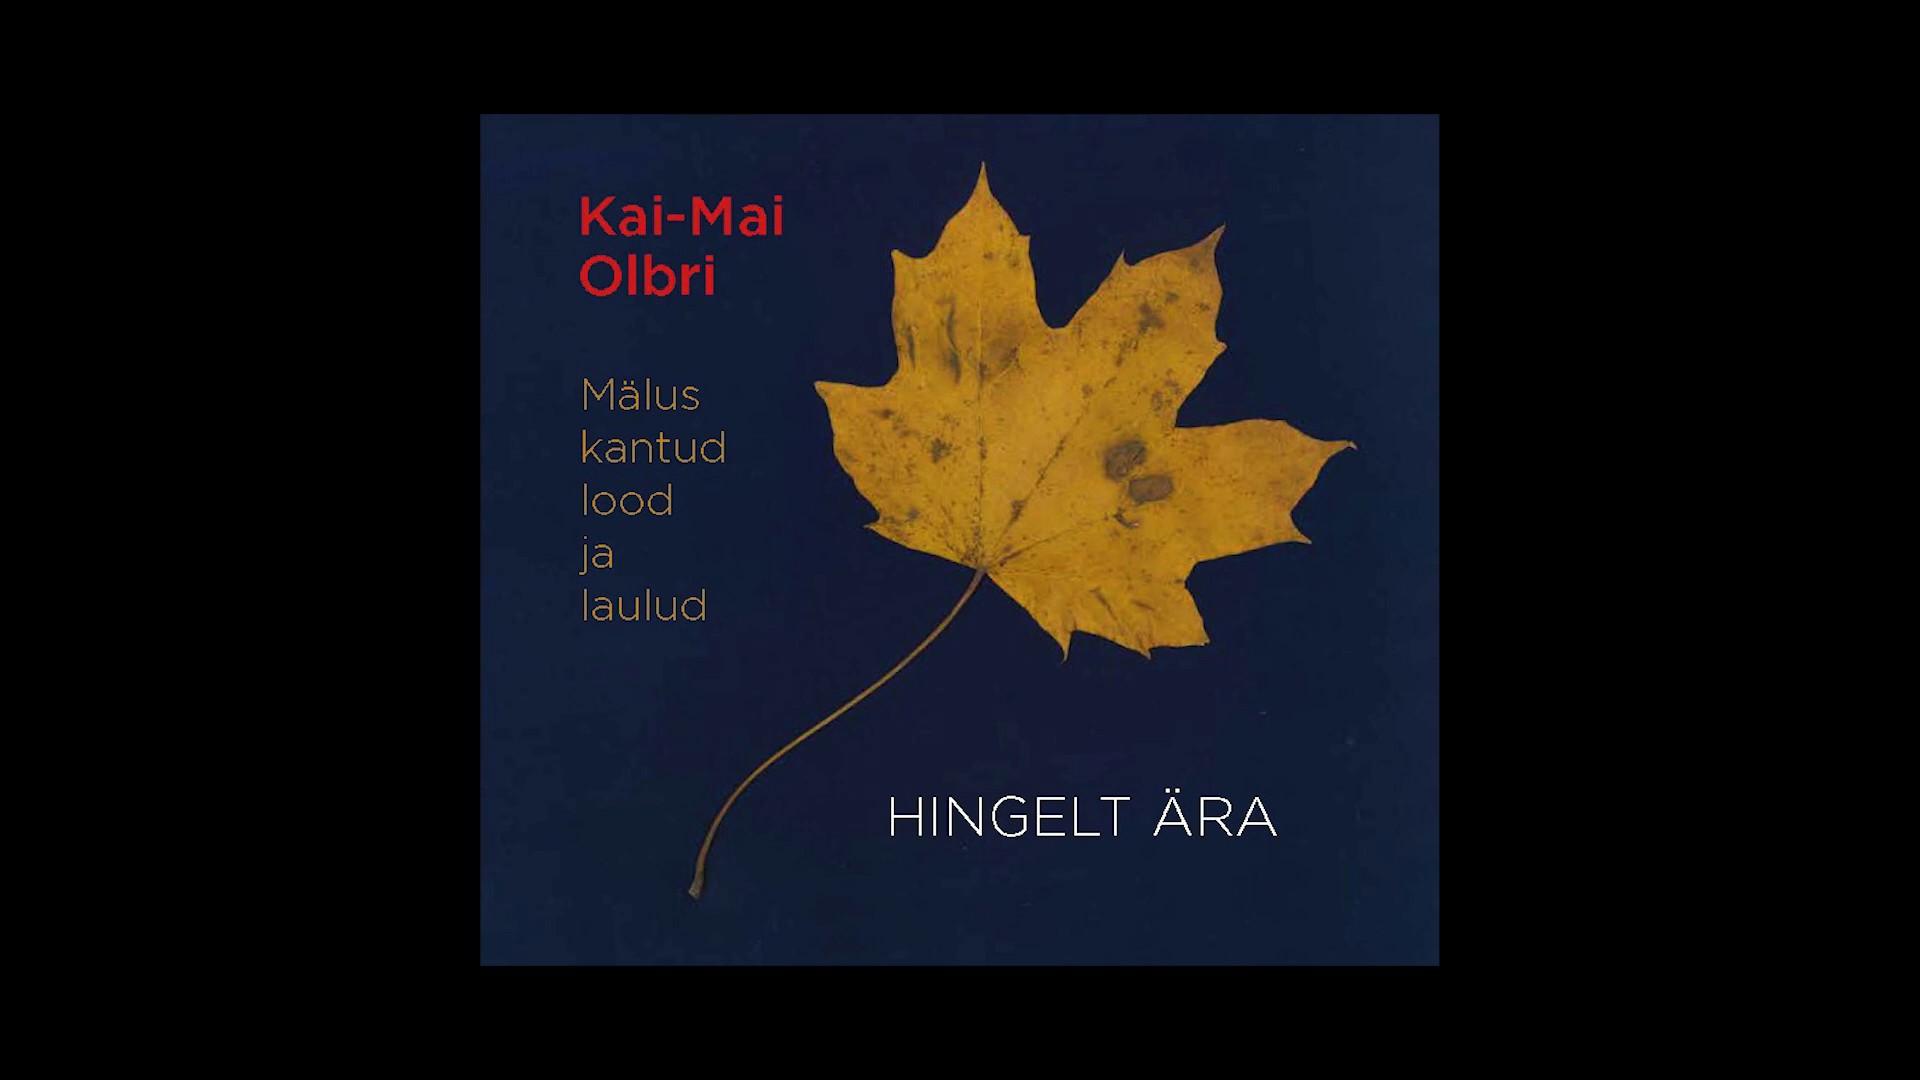 Kai-Mai
Olbri
Mälus
kantud
lood
ja
laulud
HINGELT ÄRA